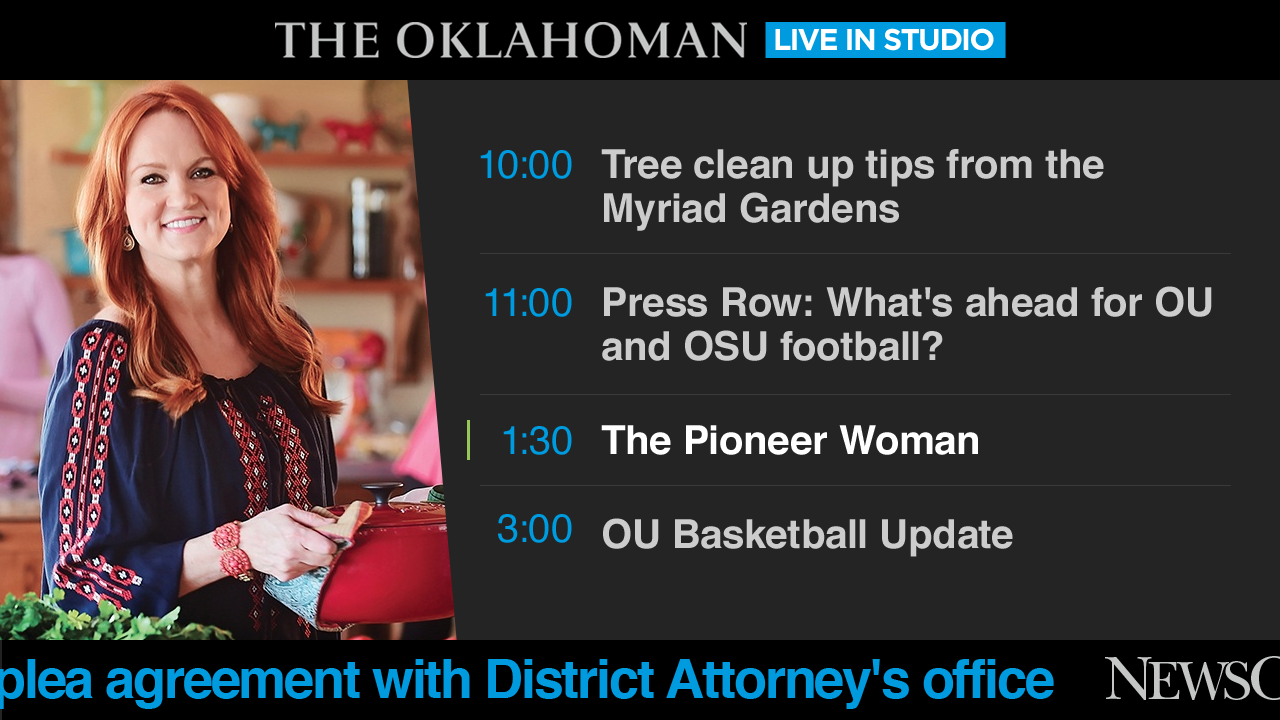 THE OKLAHOMAN LIVE IN STUDIO
10:00 Tree clean up tips from the
Myriad Gardens
11:00 Press Row: What's ahead for OU
and OSU football?
1:30 The Pioneer Woman
3:00 OU Basketball Update
plea agreement with District Attorney's office